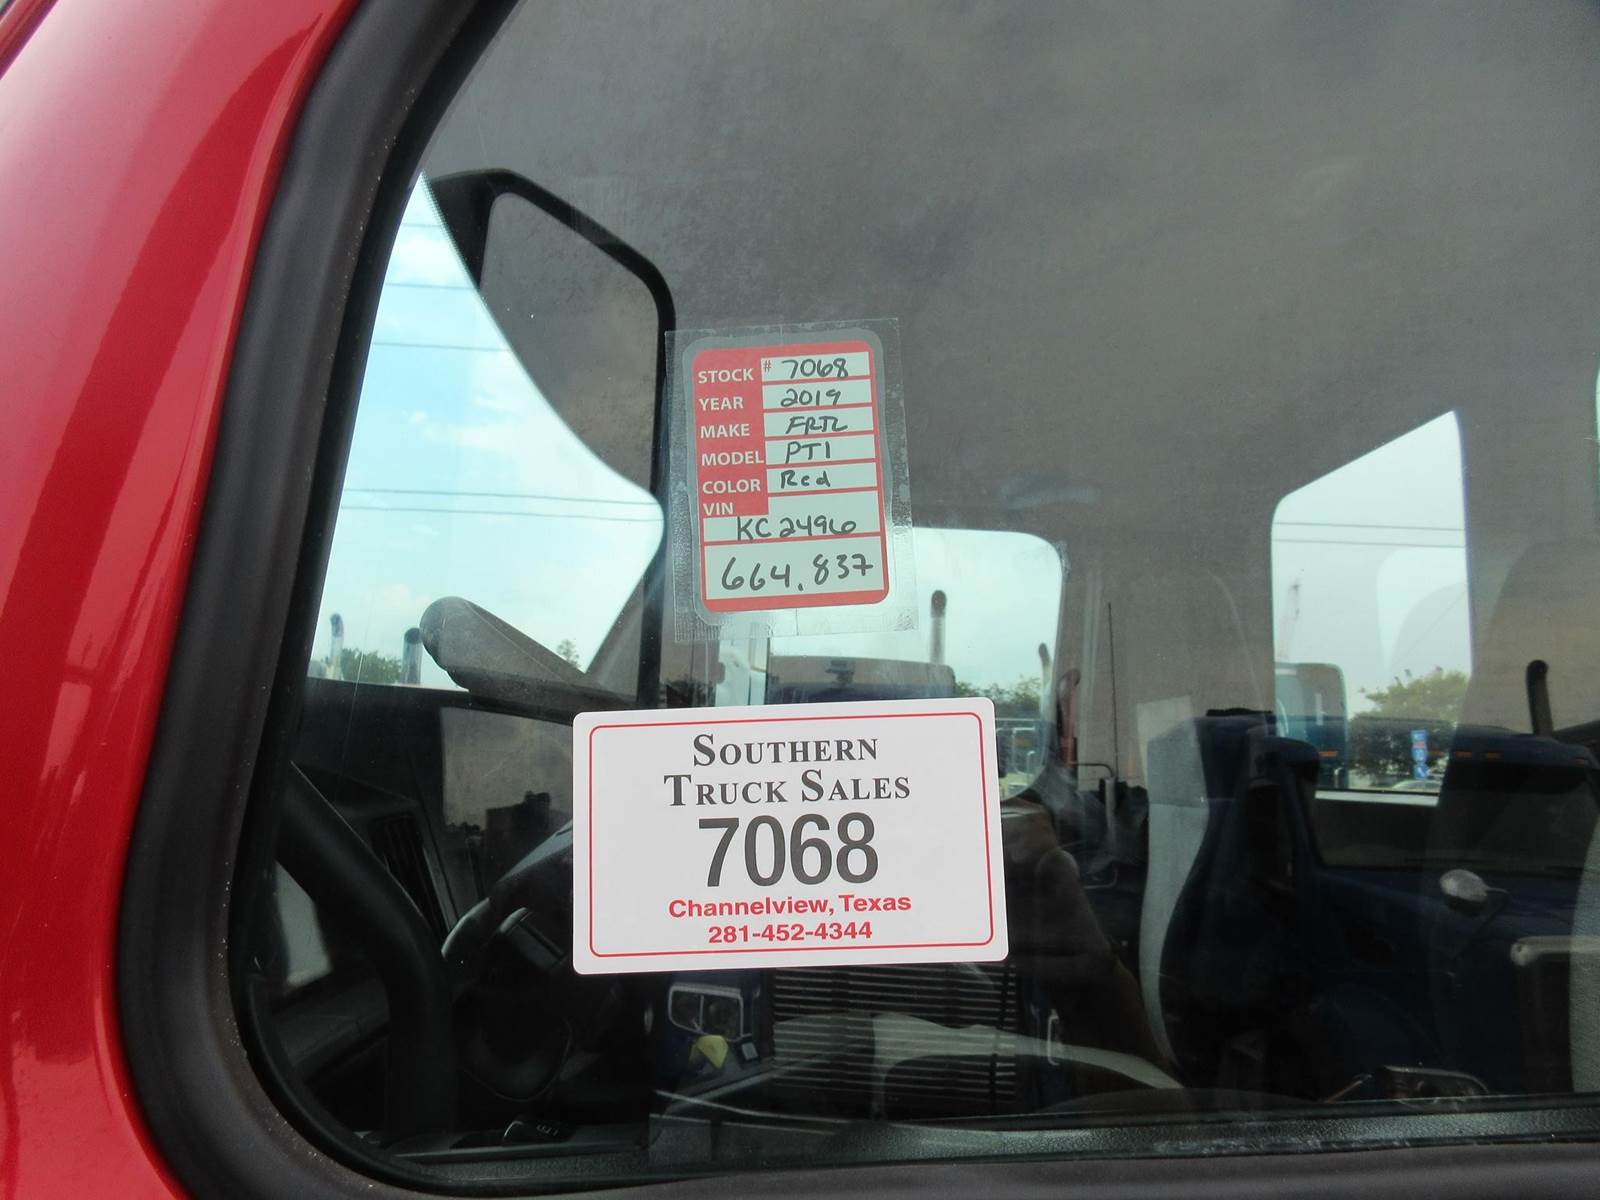 STOCK # 7068
YEAR 2019
MAKE FRTL
MODEL PT1
COLOR Red
VIN
KC2496
664,837
SOUTHERN
TRUCK SALES
7068
Channelview, Texas
281-452-4344